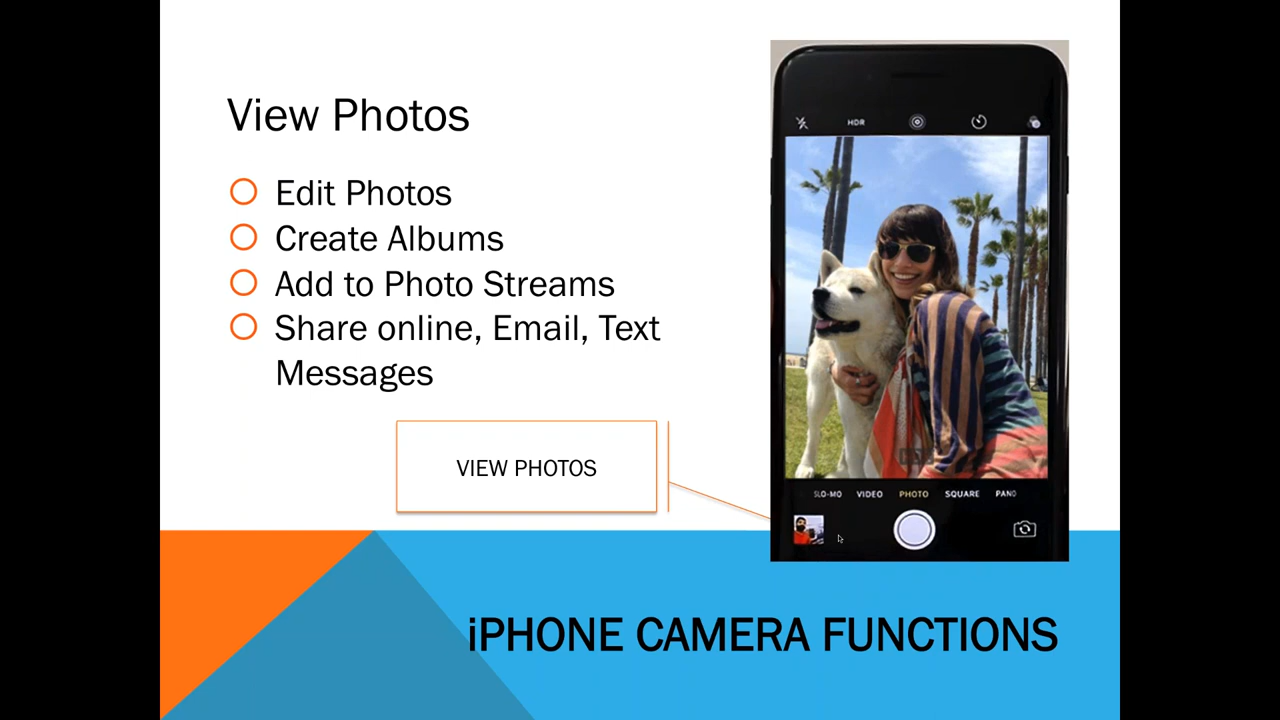 View Photos
Edit Photos
Create Albums
Add to Photo Streams
Share online, Email, Text
Messages
VIEW PHOTOS
HDR
SLO-MO VIDEO PHOTO SQUARE PANO
iPHONE CAMERA FUNCTIONS